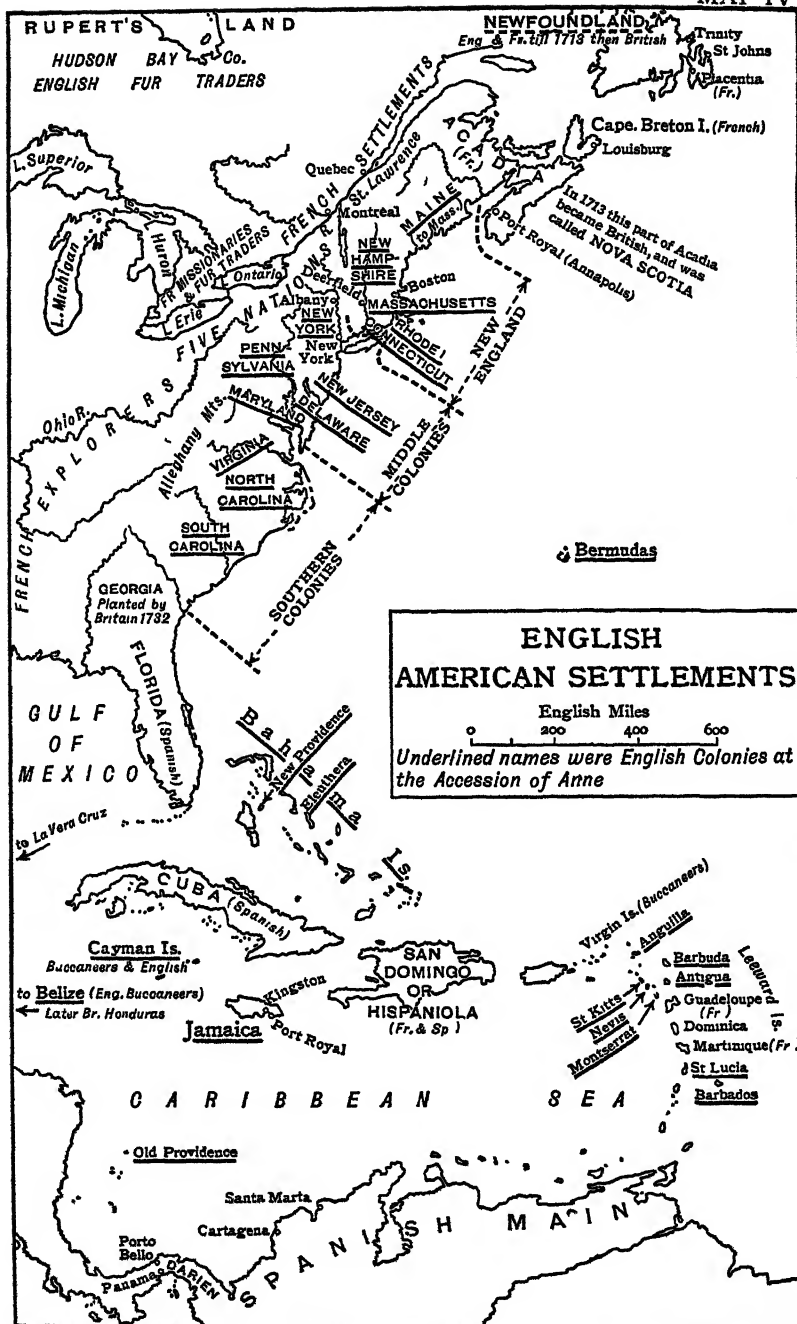 MAP IV
RUPERT'S LAND
HUDSON BAY Co.
ENGLISH FUR TRADERS
NEWFOUNDLAND
Eng & Fr. till 1713 then British
Trinity
St Johns
Placentia
(Fr.)
Cape. Breton I. (French)
Louisburg
ACADIA
(Fr.)
FRENCH SETTLEMENTS
Quebec
R. St. Lawrence
Montréal
MAINE
(to Mass.)
Port Royal (Annapolis)
In 1713 this part of Acadia
became British, and was
called NOVA SCOTIA
L. Superior
L. Michigan
Huron
FR MISSIONARIES
& FUR TRADERS
Ontario
L. Erie
FIVE NATIONS
NEW
HAMP
SHIRE
Deerfield
Boston
Albany
MASSACHUSETTS
NEW
YORK
New
York
RHODE I
CONNECTICUT
NEW
ENGLAND
PENN
SYLVANIA
NEW JERSEY
MARYLAND
DELAWARE
MIDDLE
COLONIES
Ohio R.
Alleghany Mts.
FRENCH EXPLORERS
VIRGINIA
NORTH
CAROLINA
SOUTH
CAROLINA
SOUTHERN
COLONIES
Bermudas
GEORGIA
Planted by
Britain 1732
FLORIDA (Spanish)
GULF
OF
MEXICO
to La Vera Cruz
ENGLISH
AMERICAN SETTLEMENTS
English Miles
0 200 400 600
Underlined names were English Colonies at
the Accession of Anne
Bahama Is.
New Providence
Eleuthera
CUBA (Spanish)
Cayman Is.
Buccaneers & English
to Belize (Eng. Buccaneers)
Later Br. Honduras
Kingston
Jamaica
Port Royal
SAN
DOMINGO
OR
HISPANIOLA
(Fr. & Sp)
Virgin Is. (Buccaneers)
Anguilla
Barbuda
Antigua
Leeward Is.
St Kitts
Nevis
Montserrat
Guadeloupe
(Fr)
Dominica
Martinique (Fr.)
St Lucia
Barbados
CARIBBEAN SEA
Old Providence
Santa Marta
Cartagena
Porto
Bello
Panama
DARIEN
SPANISH MAIN